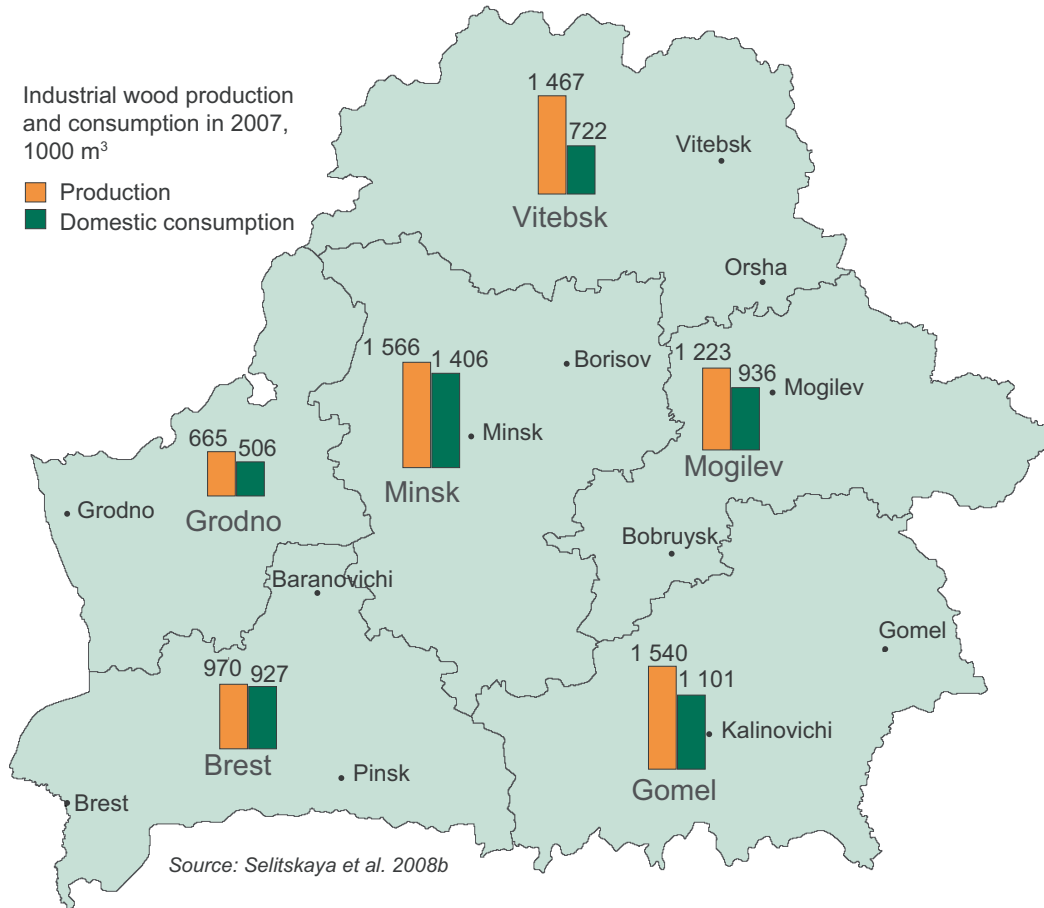 Industrial wood production
and consumption in 2007,
1000 m³
Production
Domestic consumption
1 467
722
Vitebsk
Vitebsk
Orsha
1 566
1 406
Borisov
Minsk
Minsk
1 223
936
Mogilev
Mogilev
665
506
Grodno
Grodno
Bobruysk
Baranovichi
Gomel
970
927
Brest
Pinsk
Brest
1 540
1 101
Kalinovichi
Gomel
Source: Selitskaya et al. 2008b